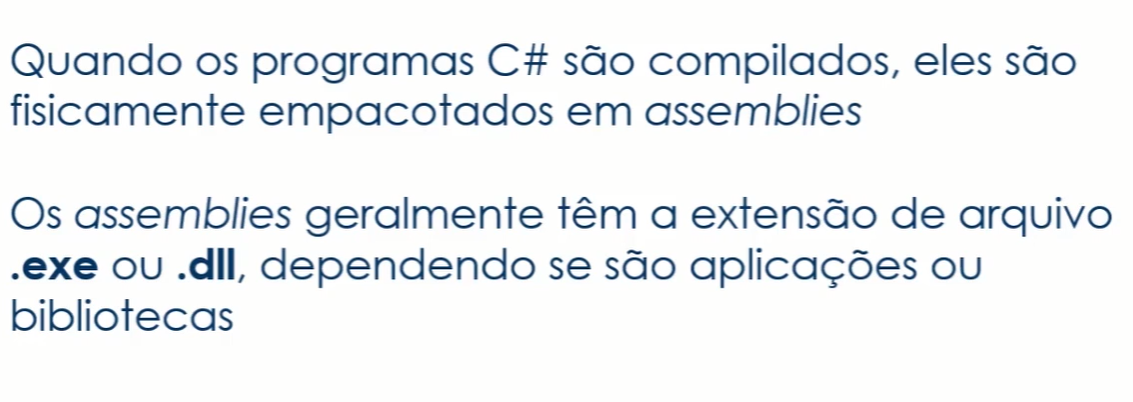 Quando os programas C# são compilados, eles são
fisicamente empacotados em assemblies
Os assemblies geralmente têm a extensão de arquivo
.exe ou .dll, dependendo se são aplicações ou
bibliotecas